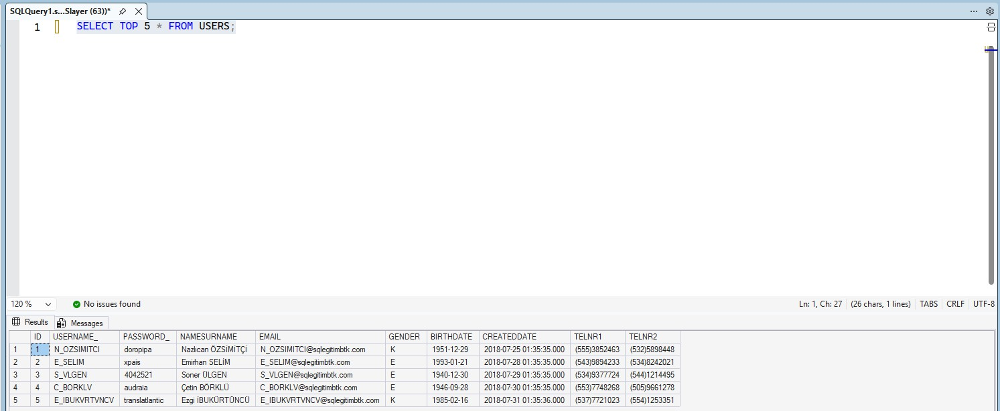 SQLQuery1.s...Slayer (63))*
1 SELECT TOP 5 * FROM USERS;
120 % No issues found Ln: 1, Ch: 27 (26 chars, 1 lines) TABS CRLF UTF-8
Results Messages
ID USERNAME_ PASSWORD_ NAMESURNAME EMAIL GENDER BIRTHDATE CREATEDDATE TELNR1 TELNR2
1 1 N_OZSIMITCI doropipa Nazlıcan ÖZSİMİTÇİ N_OZSIMITCI@sqlegitimbtk.com K 1951-12-29 2018-07-25 01:35:35.000 (555)3852463 (532)5898448
2 2 E_SELIM xpais Emirhan SELİM E_SELIM@sqlegitimbtk.com E 1993-01-21 2018-07-28 01:35:35.000 (543)9894233 (534)8242021
3 3 S_VLGEN 4042521 Soner ÜLGEN S_VLGEN@sqlegitimbtk.com E 1940-12-30 2018-07-29 01:35:35.000 (534)9377724 (544)1214495
4 4 C_BORKLV audraia Çetin BÖRKLÜ C_BORKLV@sqlegitimbtk.com E 1946-09-28 2018-07-30 01:35:35.000 (553)7748268 (505)9661278
5 5 E_IBUKVRTVNCV translatlantic Ezgi İBUKÜRTÜNCÜ E_IBUKVRTVNCV@sqlegitimbtk.com K 1985-02-16 2018-07-31 01:35:36.000 (537)7721023 (554)1253351